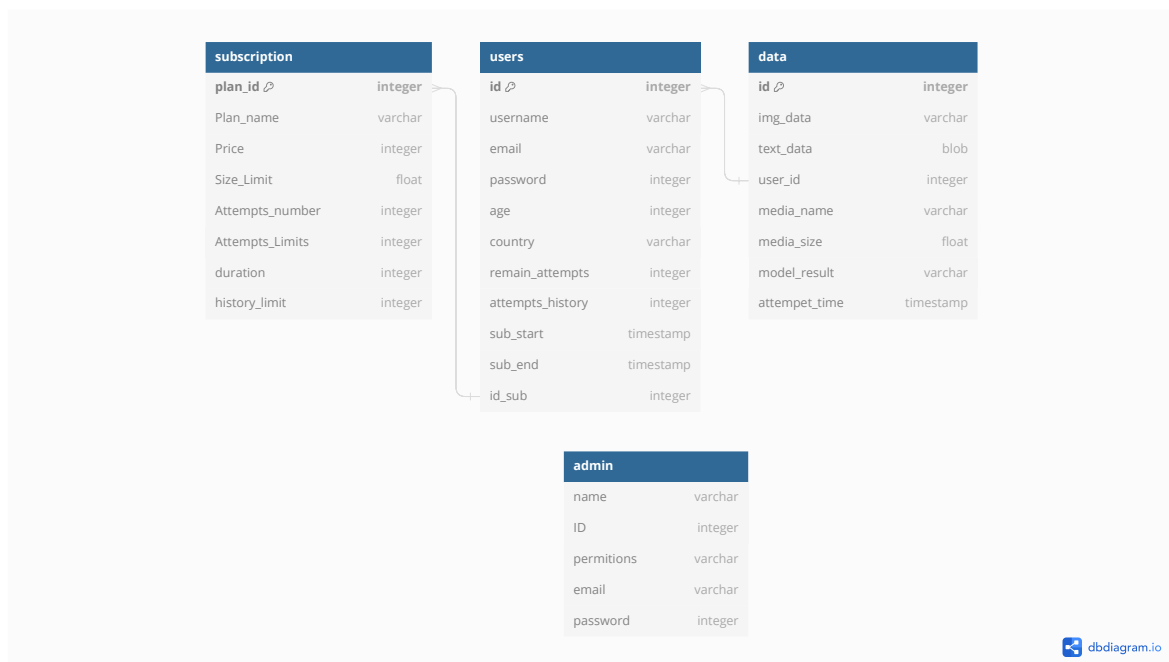 subscription
plan_id integer
Plan_name varchar
Price integer
Size_Limit float
Attempts_number integer
Attempts_Limits integer
duration integer
history_limit integer
users
id integer
username varchar
email varchar
password integer
age integer
country varchar
remain_attempts integer
attempts_history integer
sub_start timestamp
sub_end timestamp
id_sub integer
data
id integer
img_data varchar
text_data blob
user_id integer
media_name varchar
media_size float
model_result varchar
attempet_time timestamp
admin
name varchar
ID integer
permitions varchar
email varchar
password integer
dbdiagram.io